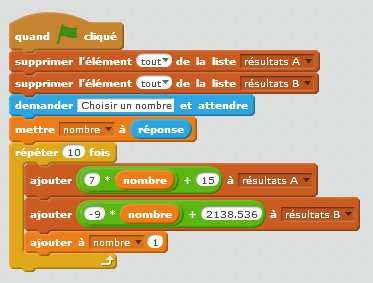 quand cliqué
supprimer l'élément tout de la liste résultats A
supprimer l'élément tout de la liste résultats B
demander Choisir un nombre et attendre
mettre nombre à réponse
répéter 10 fois
ajouter 7 * nombre + 15 à résultats A
ajouter -9 * nombre + 2138.536 à résultats B
ajouter à nombre 1